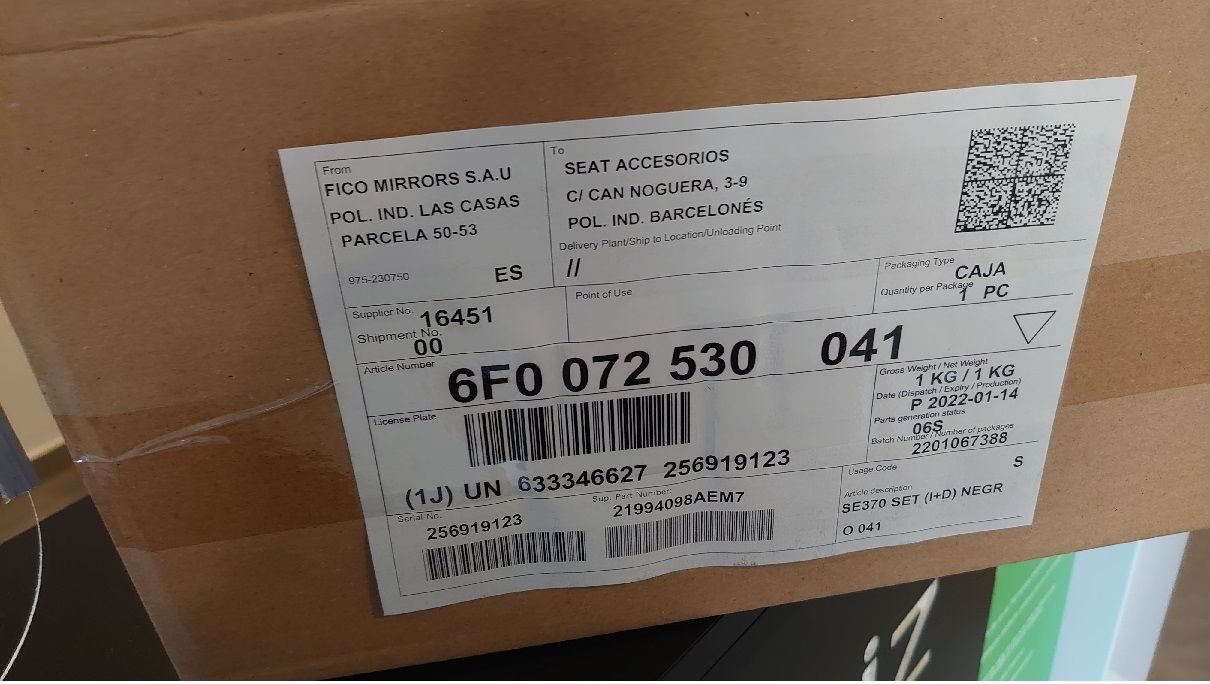 From
FICO MIRRORS S.A.U
POL. IND. LAS CASAS
PARCELA 50-53
975-230750
ES
To
SEAT ACCESORIOS
C/ CAN NOGUERA, 3-9
POL. IND. BARCELONÉS
Delivery Plant/Ship to Location/Unloading Point
//
Supplier No. 16451
Shipment No.
00
Point of Use
Packaging Type
CAJA
Quantity per Package
1 PC
Article Number
6F0 072 530 041
Gross Weight / Net Weight
1 KG / 1 KG
Date (Dispatch / Expiry / Production)
P 2022-01-14
Parts generation status
06S
Batch Number / Number of packages
2201067388
License Plate
(1J) UN 633346627 256919123
Serial No.
256919123
Sup. Part Number:
21994098AEM7
Usage Code
S
Article description
SE370 SET (I+D) NEGR
O 041